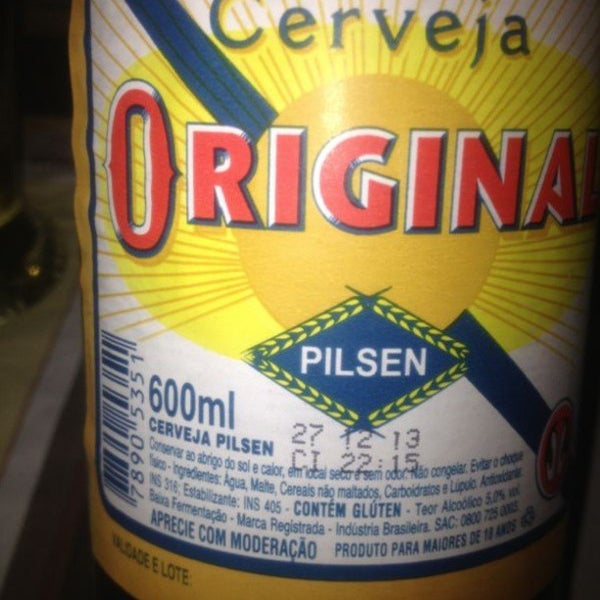 Cerveja
ORIGINAL
PILSEN
600ml
CERVEJA PILSEN
27 12 13
CI 22:15
Conservar ao abrigo do sol e calor, em local seco e sem odor. Não congelar. Evitar o choque
físico - Ingredientes: Água, Malte, Cereais não maltados, Carboidratos e Lúpulo. Antioxidante:
INS 316; Estabilizante: INS 405 - CONTÉM GLÚTEN - Teor Alcoólico 5,0% vol.
Baixa Fermentação - Marca Registrada - Indústria Brasileira. SAC: 0800 725 0003.
APRECIE COM MODERAÇÃO PRODUTO PARA MAIORES DE 18 ANOS
VALIDADE E LOTE:
7890 5351